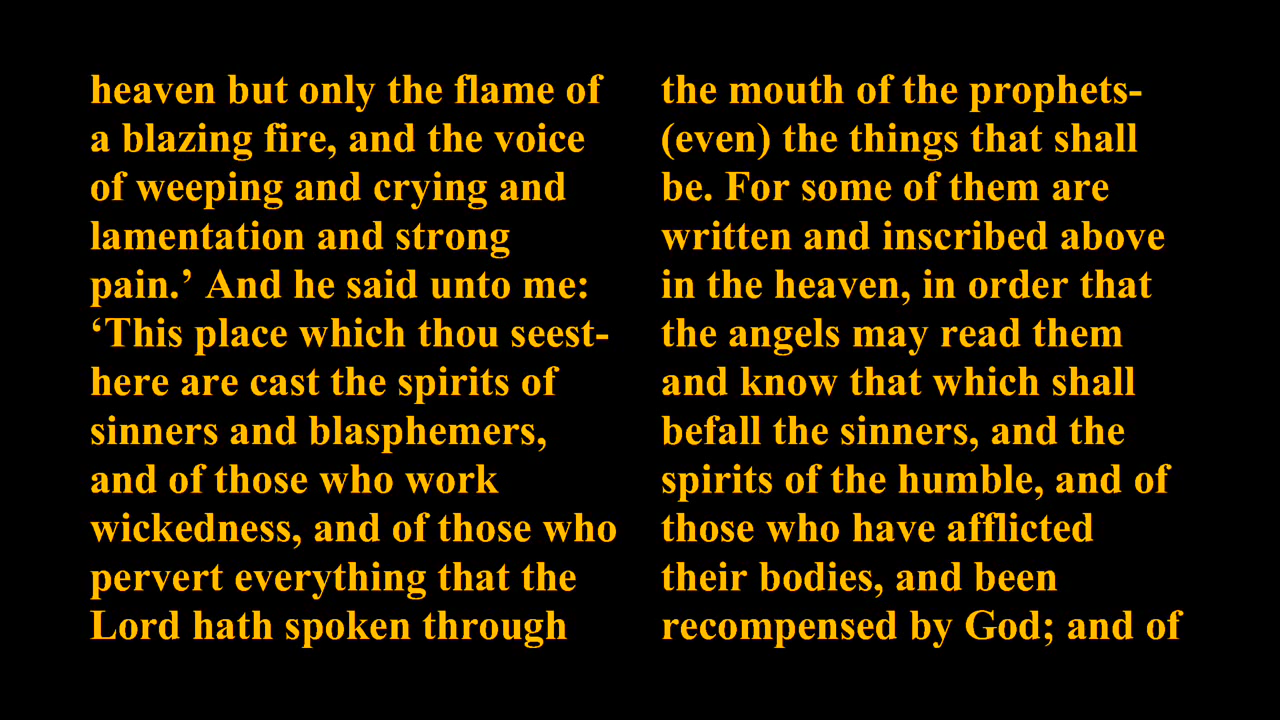 heaven but only the flame of
a blazing fire, and the voice
of weeping and crying and
lamentation and strong
pain.’ And he said unto me:
‘This place which thou seest-
here are cast the spirits of
sinners and blasphemers,
and of those who work
wickedness, and of those who
pervert everything that the
Lord hath spoken through
the mouth of the prophets-
(even) the things that shall
be. For some of them are
written and inscribed above
in the heaven, in order that
the angels may read them
and know that which shall
befall the sinners, and the
spirits of the humble, and of
those who have afflicted
their bodies, and been
recompensed by God; and of